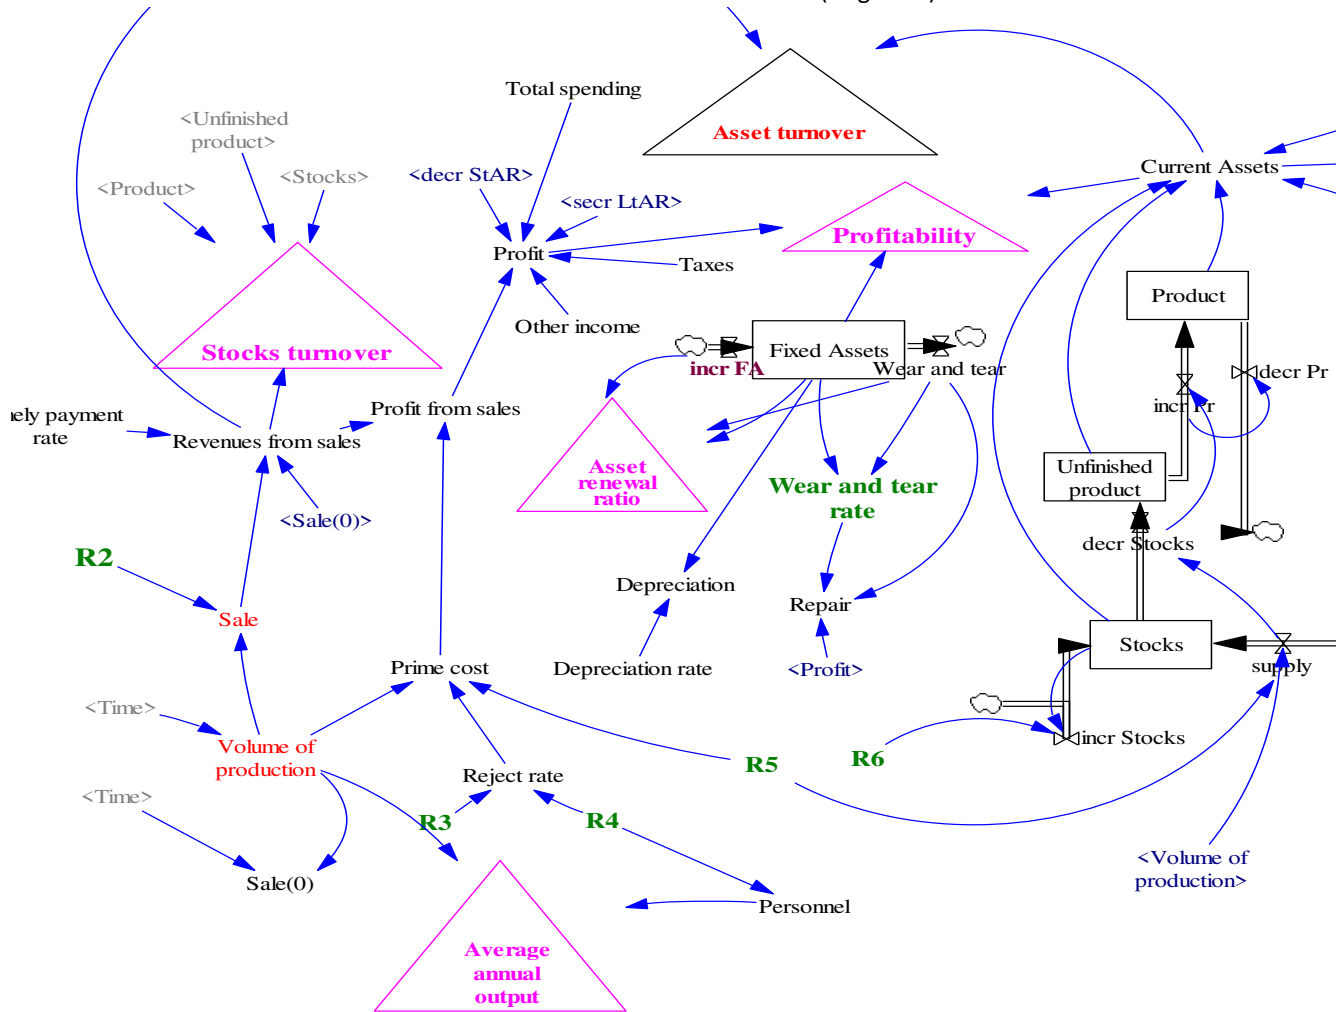 Total spending
<Unfinished
product>
Asset turnover
<Product>
<Stocks>
<decr StAR>
Current Assets
<secr LtAR>
Profitability
Profit
Taxes
Product
Other income
Stocks turnover
Fixed Assets
incr FA
Wear and tear
decr Pr
payment
rate
Revenues from sales
Profit from sales
incr Pr
Asset
renewal
ratio
Wear and tear
rate
Unfinished
product
<Sale(0)>
decr Stocks
R2
Depreciation
Repair
Sale
Stocks
Prime cost
Depreciation rate
<Profit>
supply
<Time>
Volume of
production
incr Stocks
R5
R6
Reject rate
<Time>
R3
R4
<Volume of
production>
Sale(0)
Personnel
Average
annual
output